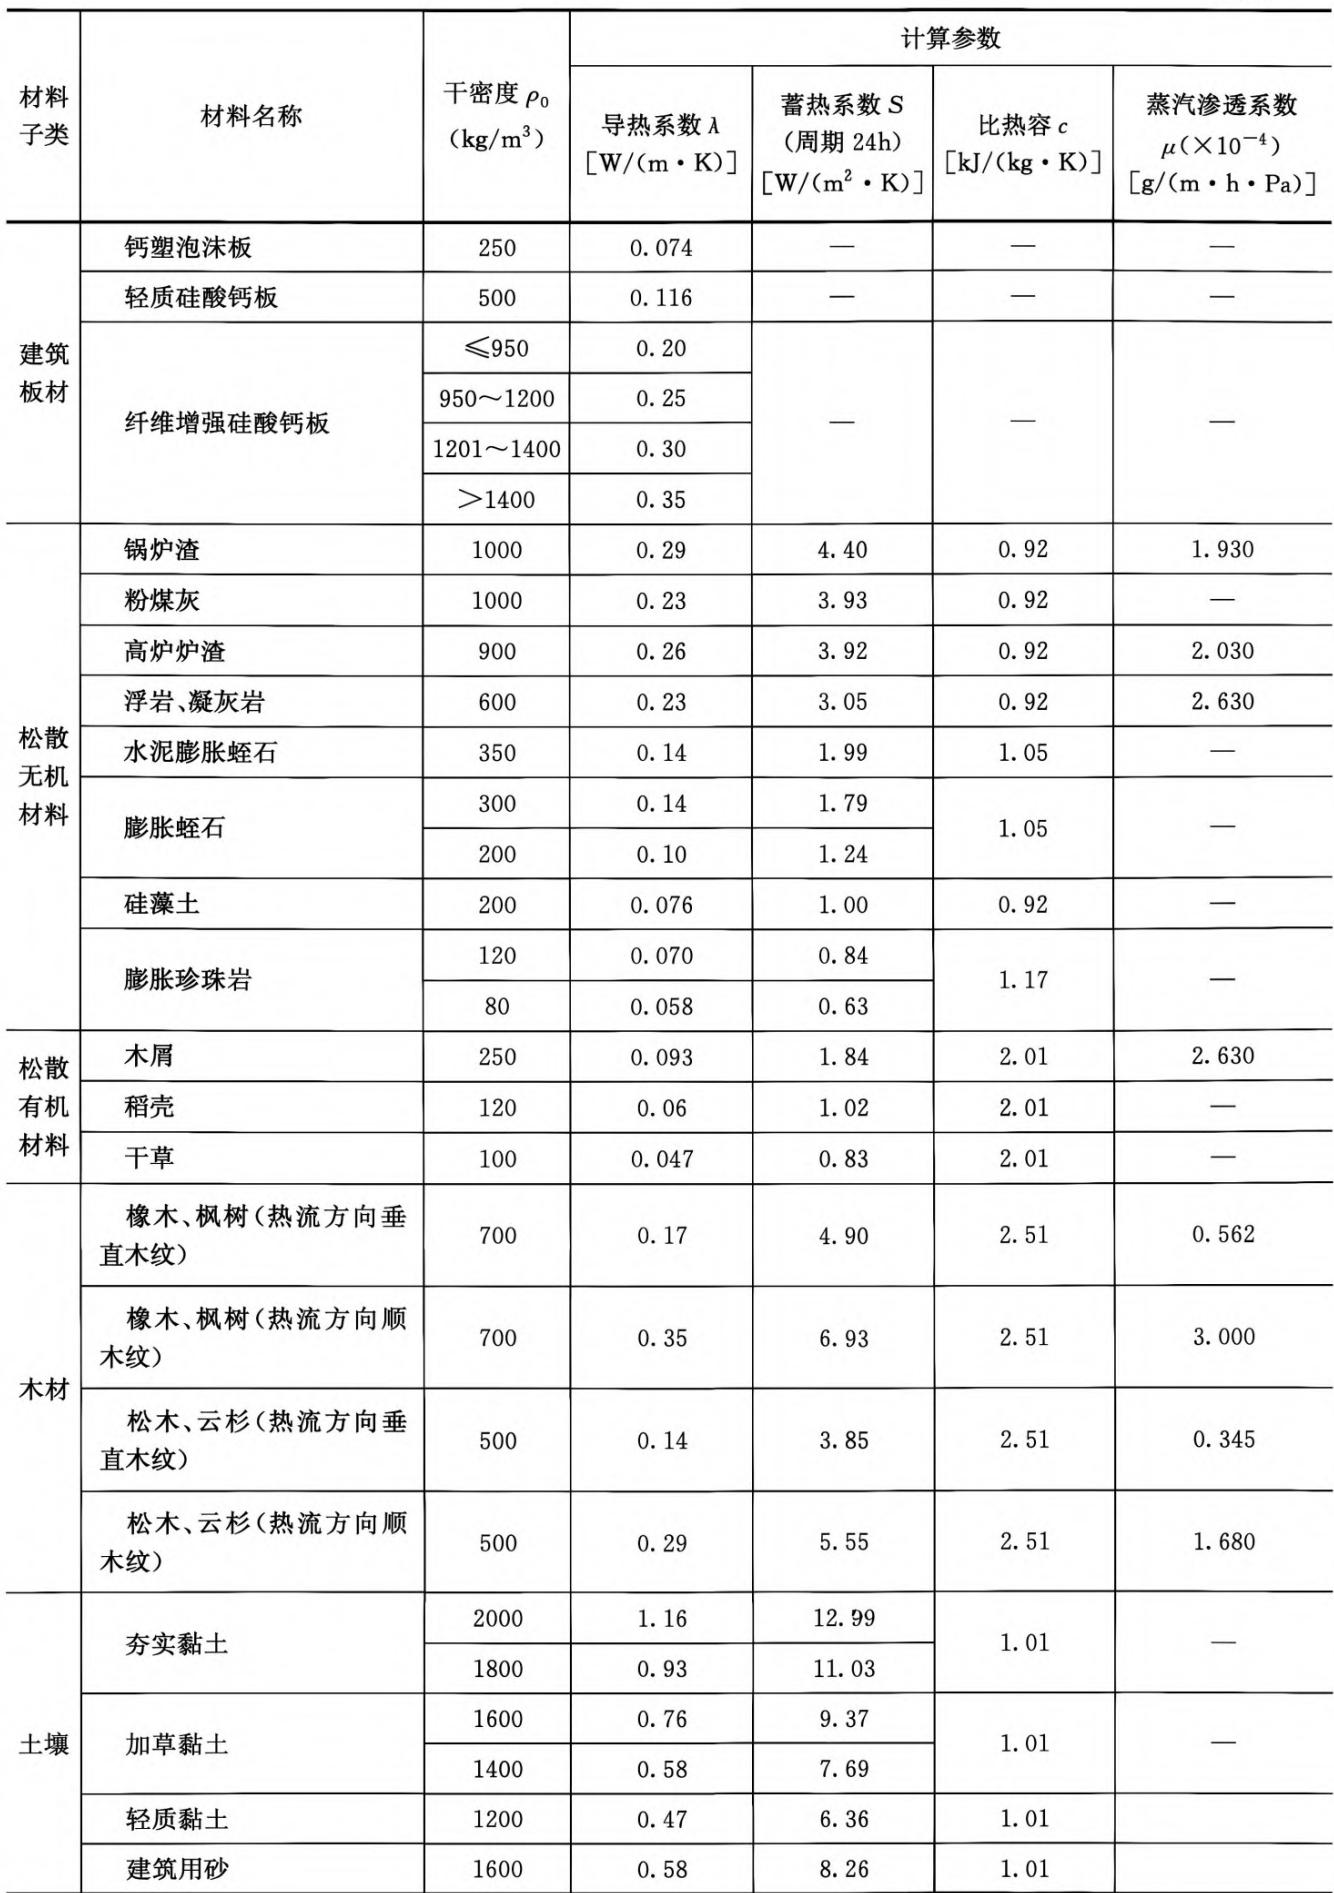 材料
子类
材料名称
干密度 ρ₀
(kg/m³)
计算参数
导热系数 λ
[W/(m·K)]
蓄热系数 S
(周期 24h)
[W/(m²·K)]
比热容 c
[kJ/(kg·K)]
蒸汽渗透系数
μ(×10⁻⁴)
[g/(m·h·Pa)]
建筑
板材
钙塑泡沫板 250 0.074 — — —
轻质硅酸钙板 500 0.116 — — —
纤维增强硅酸钙板
≤950 0.20
950～1200 0.25
— — —
1201～1400 0.30
>1400 0.35
松散
无机
材料
锅炉渣 1000 0.29 4.40 0.92 1.930
粉煤灰 1000 0.23 3.93 0.92 —
高炉炉渣 900 0.26 3.92 0.92 2.030
浮岩、凝灰岩 600 0.23 3.05 0.92 2.630
水泥膨胀蛭石 350 0.14 1.99 1.05 —
膨胀蛭石
300 0.14 1.79
1.05 —
200 0.10 1.24
硅藻土 200 0.076 1.00 0.92 —
膨胀珍珠岩
120 0.070 0.84
1.17 —
80 0.058 0.63
松散
有机
材料
木屑 250 0.093 1.84 2.01 2.630
稻壳 120 0.06 1.02 2.01 —
干草 100 0.047 0.83 2.01 —
木材
橡木、枫树(热流方向垂
直木纹)
700 0.17 4.90 2.51 0.562
橡木、枫树(热流方向顺
木纹)
700 0.35 6.93 2.51 3.000
松木、云杉(热流方向垂
直木纹)
500 0.14 3.85 2.51 0.345
松木、云杉(热流方向顺
木纹)
500 0.29 5.55 2.51 1.680
土壤
夯实黏土
2000 1.16 12.99
1.01 —
1800 0.93 11.03
加草黏土
1600 0.76 9.37
1.01 —
1400 0.58 7.69
轻质黏土 1200 0.47 6.36 1.01
建筑用砂 1600 0.58 8.26 1.01